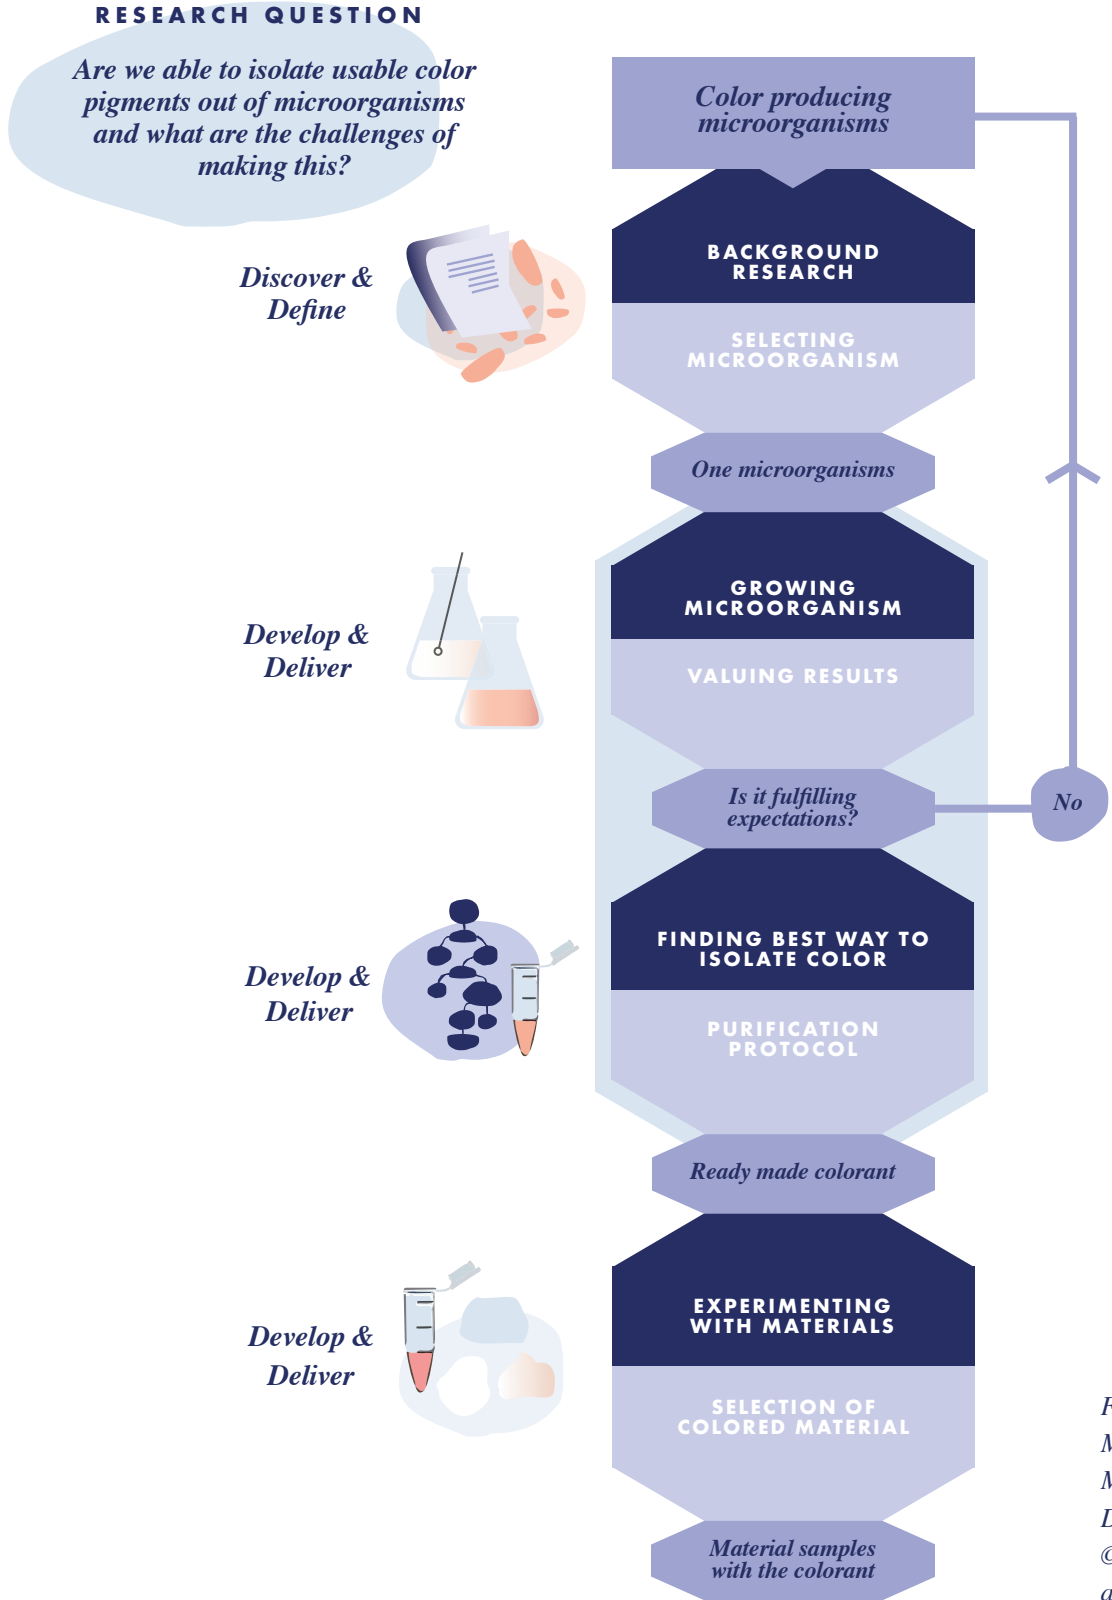 RESEARCH QUESTION
Are we able to isolate usable color
pigments out of microorganisms
and what are the challenges of
making this?
Color producing
microorganisms
BACKGROUND
RESEARCH
Discover &
Define
SELECTING
MICROORGANISM
One microorganisms
GROWING
MICROORGANISM
Develop &
Deliver
VALUING RESULTS
Is it fulfilling
expectations?
No
FINDING BEST WAY TO
ISOLATE COLOR
Develop &
Deliver
PURIFICATION
PROTOCOL
Ready made colorant
EXPERIMENTING
WITH MATERIALS
Develop &
Deliver
SELECTION OF
COLORED MATERIAL
Material samples
with the colorant